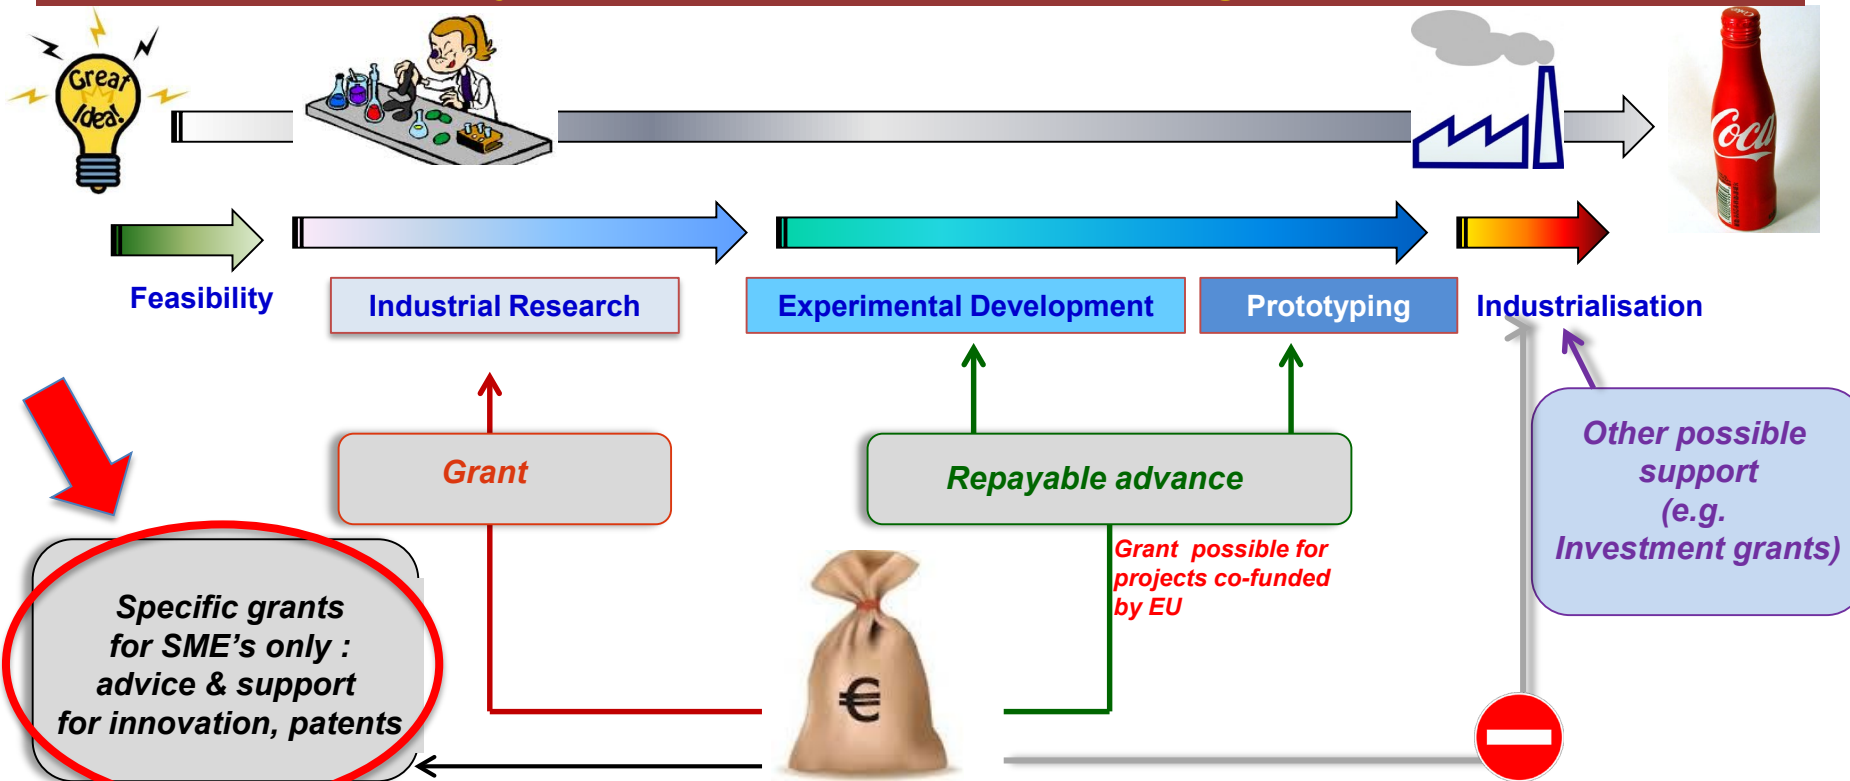 Great
Idea!
Coca
Feasibility
Industrial Research
Experimental Development
Prototyping
Industrialisation
Grant
Repayable advance
Other possible
support
(e.g.
Investment grants)
Grant possible for
projects co-funded
by EU
Specific grants
for SME's only :
advice & support
for innovation, patents
€